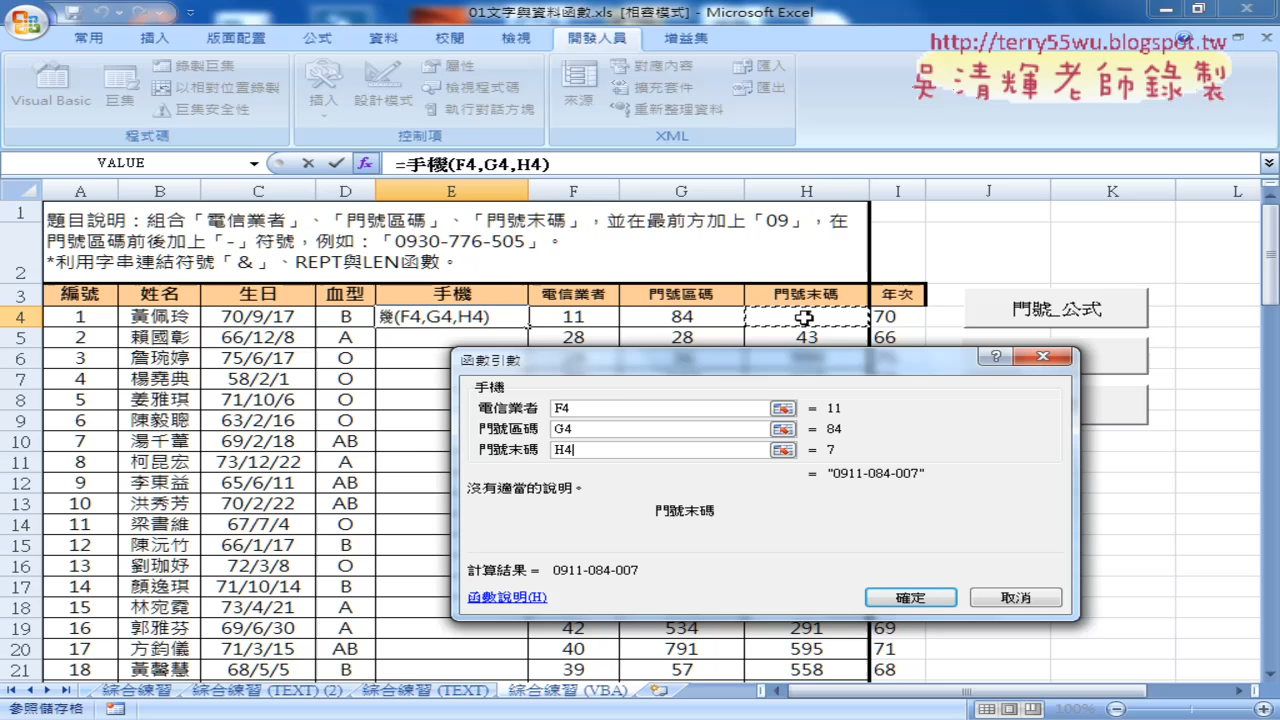 01文字與資料函數.xls [相容模式] - Microsoft Excel
常用 插入 版面配置 公式 資料 校閱 檢視 開發人員 增益集
http://terry55wu.blogspot.tw
吳清輝老師錄製
Visual Basic 巨集 錄製巨集 以相對位置錄製 巨集安全性 插入 設計模式 屬性 檢視程式碼 執行對話方塊 來源 對應內容 擴充套件 重新整理資料 匯入 匯出
程式碼 控制項 XML
VALUE =手機(F4,G4,H4)
A B C D E F G H I J K L
1 題目說明：組合「電信業者」、「門號區碼」、「門號末碼」，並在最前方加上「09」，在
門號區碼前後加上「-」符號，例如：「0930-776-505」。
2 *利用字串連結符號「&」、REPT與LEN函數。
3 編號 姓名 生日 血型 手機 電信業者 門號區碼 門號末碼 年次
4 1 黃佩玲 70/9/17 B 幾(F4,G4,H4) 11 84 70
門號_公式
5 2 賴國彰 66/12/8 A 28 28 43 66
6 3 詹琬婷 75/6/17 O
7 4 楊堯典 58/2/1 O
8 5 姜雅琪 71/10/6 O
9 6 陳毅聰 63/2/16 O
10 7 湯千葦 69/2/18 AB
11 8 柯昆宏 73/12/22 A
12 9 李東益 65/6/11 AB
13 10 洪秀芳 70/2/22 AB
14 11 梁書維 67/7/4 O
15 12 陳沅竹 66/1/17 B
16 13 劉珈妤 72/3/8 O
17 14 顏逸琪 71/10/14 B
18 15 林宛霓 73/4/21 A
19 16 郭雅芬 69/6/30 A 42 534 291 69
20 17 方鈞儀 71/3/15 AB 40 791 595 71
21 18 黃馨慧 68/5/5 B 39 57 558 68
函數引數
手機
電信業者 F4 = 11
門號區碼 G4 = 84
門號末碼 H4 = 7
= "0911-084-007"
沒有適當的說明。
門號末碼
計算結果 = 0911-084-007
函數說明(H) 確定 取消
綜合練習 綜合練習 (TEXT) (2) 綜合練習 (TEXT) 綜合練習 (VBA)
參照儲存格 100%